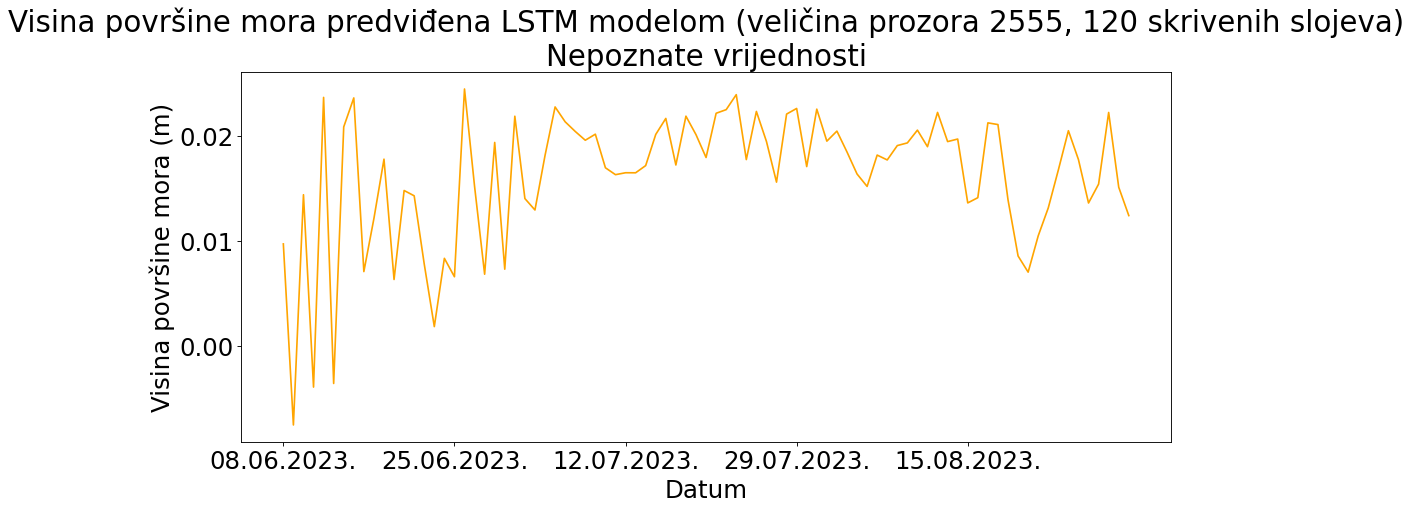 Visina površine mora predviđena LSTM modelom (veličina prozora 2555, 120 skrivenih slojeva)
Nepoznate vrijednosti
Visina površine mora (m)
0.02
0.01
0.00
08.06.2023.
25.06.2023.
12.07.2023.
29.07.2023.
15.08.2023.
Datum